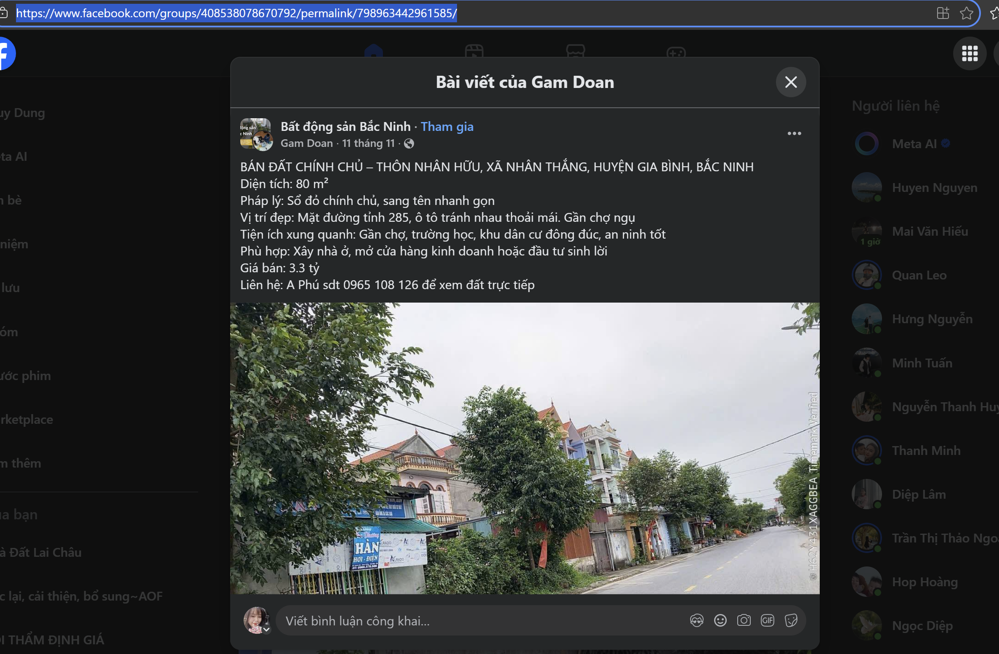 https://www.facebook.com/groups/408538078670792/permalink/798963442961585/
Bài viết của Gam Doan
Bất động sản Bắc Ninh · Tham gia
Gam Doan · 11 tháng 11 ·
BÁN ĐẤT CHÍNH CHỦ – THÔN NHÂN HỮU, XÃ NHÂN THẮNG, HUYỆN GIA BÌNH, BẮC NINH
Diện tích: 80 m²
Pháp lý: Sổ đỏ chính chủ, sang tên nhanh gọn
Vị trí đẹp: Mặt đường tỉnh 285, ô tô tránh nhau thoải mái. Gần chợ ngụ
Tiện ích xung quanh: Gần chợ, trường học, khu dân cư đông đúc, an ninh tốt
Phù hợp: Xây nhà ở, mở cửa hàng kinh doanh hoặc đầu tư sinh lời
Giá bán: 3.3 tỷ
Liên hệ: A Phú sdt 0965 108 126 để xem đất trực tiếp
HÀN
HƠI - ĐIỆN
ALRADO
©H62Y431XAGGBEA Timemark Verified
Viết bình luận công khai...
GIF
uy Dung
ta AI
n bè
niệm
lưu
óm
ước phim
rketplace
m thêm
ủa bạn
à Đất Lai Châu
c lại, cải thiện, bổ sung~AOF
I THẨM ĐỊNH GIÁ
Người liên hệ
Meta AI
Huyen Nguyen
Mai Văn Hiếu
1 giờ
Quan Leo
Hưng Nguyễn
Minh Tuấn
Nguyễn Thanh Huy
Thanh Minh
Diệp Lâm
Trần Thị Thảo Ngo
Hop Hoàng
Ngọc Diệp